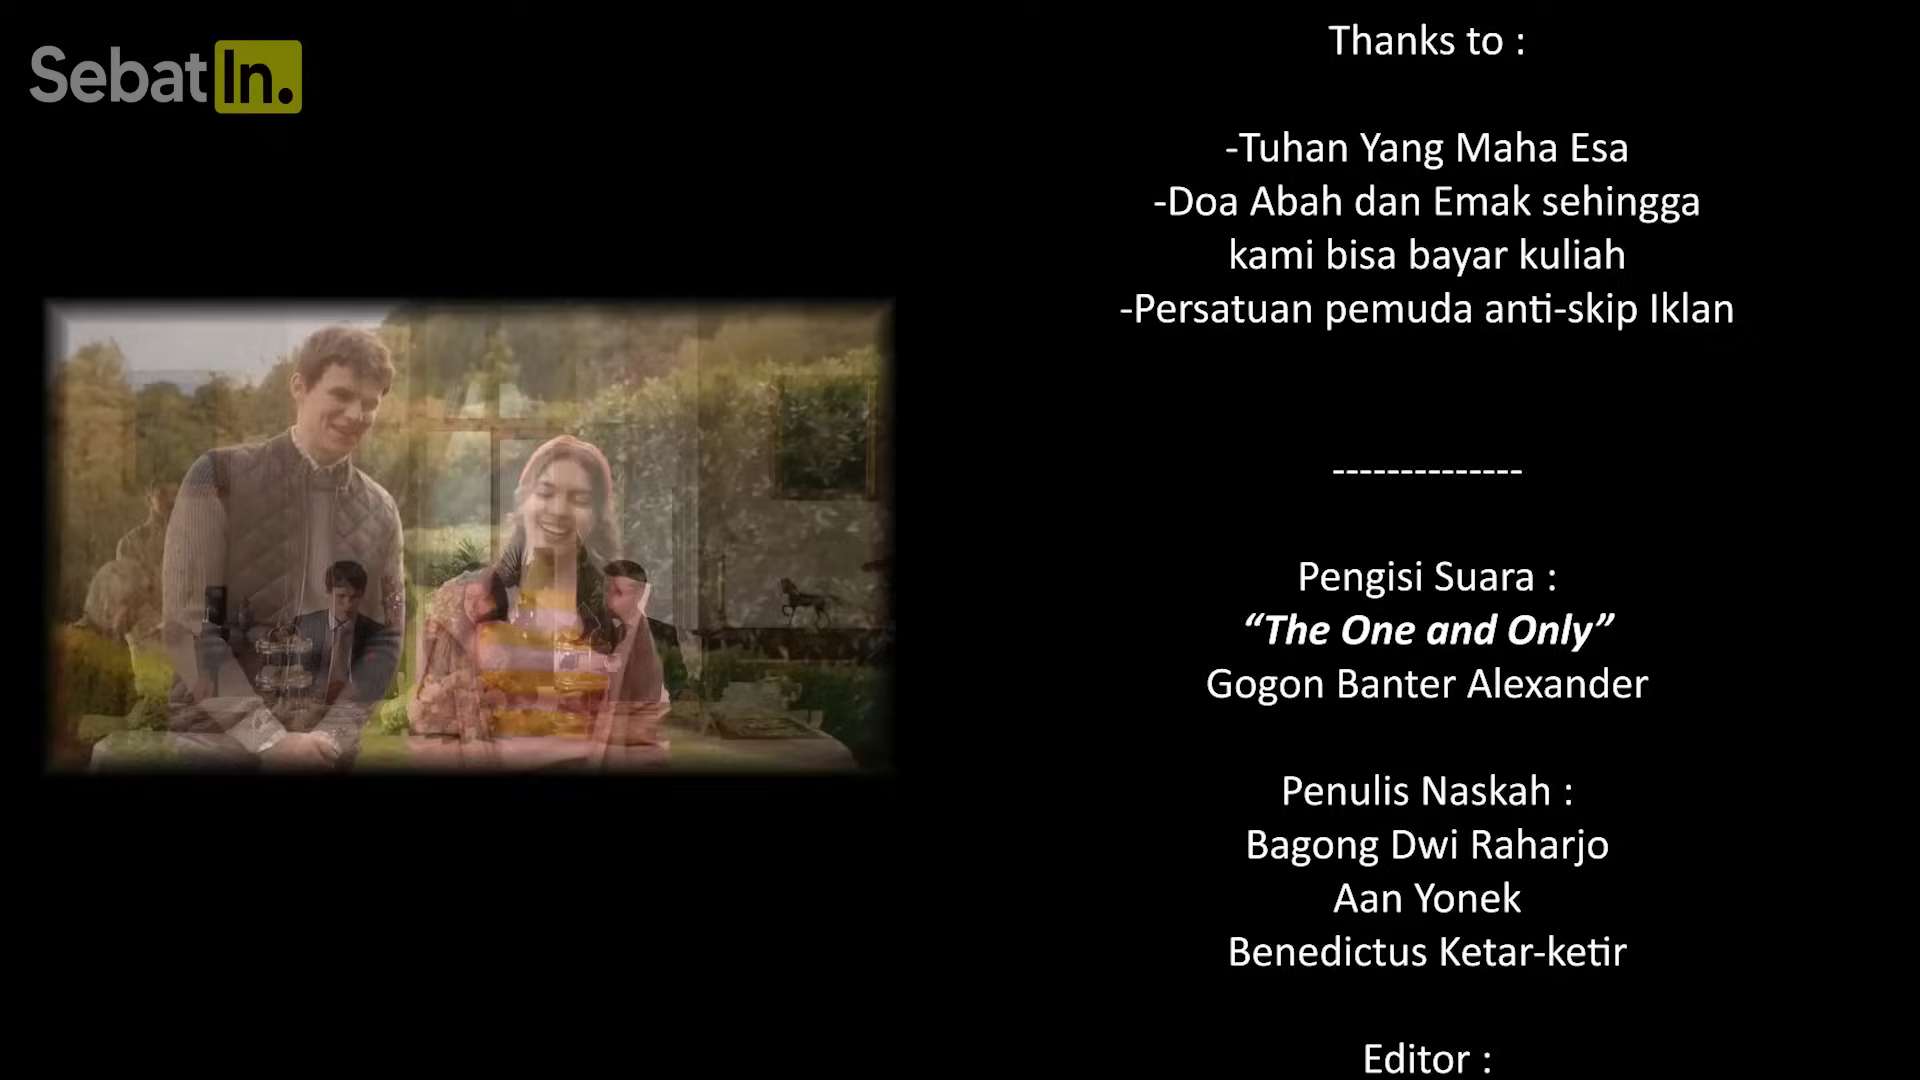 SebatIn.
Thanks to :
-Tuhan Yang Maha Esa
-Doa Abah dan Emak sehingga
kami bisa bayar kuliah
-Persatuan pemuda anti-skip Iklan
--------------
Pengisi Suara :
“The One and Only”
Gogon Banter Alexander
Penulis Naskah :
Bagong Dwi Raharjo
Aan Yonek
Benedictus Ketar-ketir
Editor :